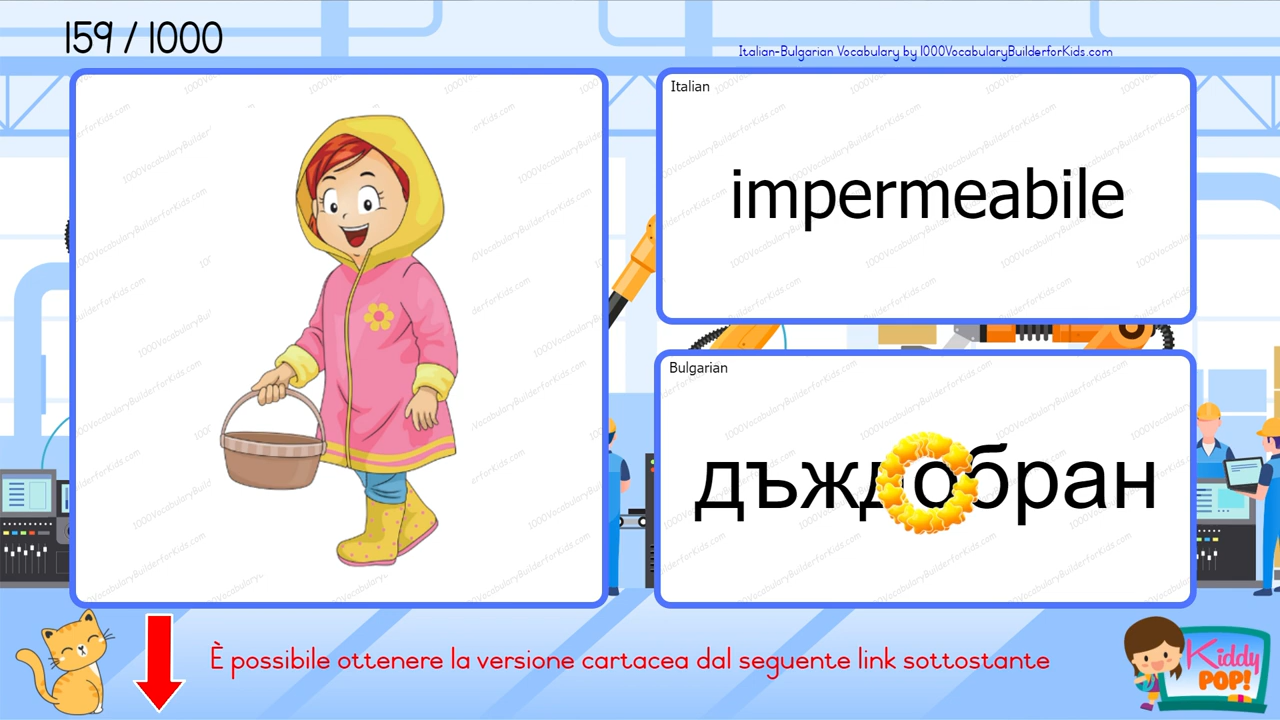 159 / 1000
Italian-Bulgarian Vocabulary by 1000VocabularyBuilderforKids.com
Italian
impermeabile
Bulgarian
дъждобран
È possibile ottenere la versione cartacea dal seguente link sottostante
Kiddy
POP!